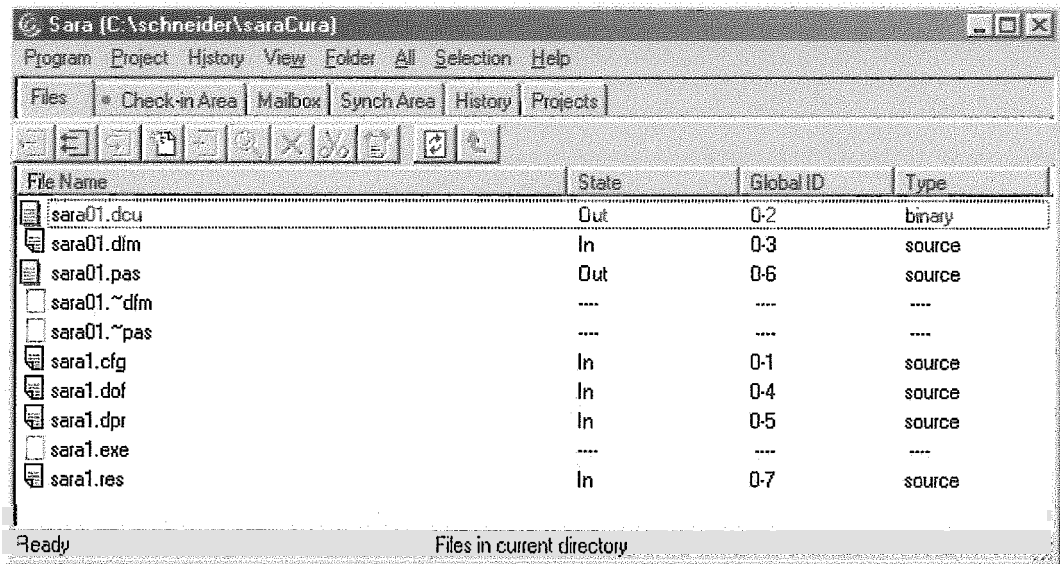 Sara (C:\schneider\saraCura)
Program Project History View Folder All Selection Help
Files Check-in Area Mailbox Synch Area History Projects
File Name State Global ID Type
sara01.dcu Out 0-2 binary
sara01.dfm In 0-3 source
sara01.pas Out 0-6 source
sara01.~dfm ---- ---- ----
sara01.~pas ---- ---- ----
sara1.cfg In 0-1 source
sara1.dof In 0-4 source
sara1.dpr In 0-5 source
sara1.exe ---- ---- ----
sara1.res In 0-7 source
Ready Files in current directory